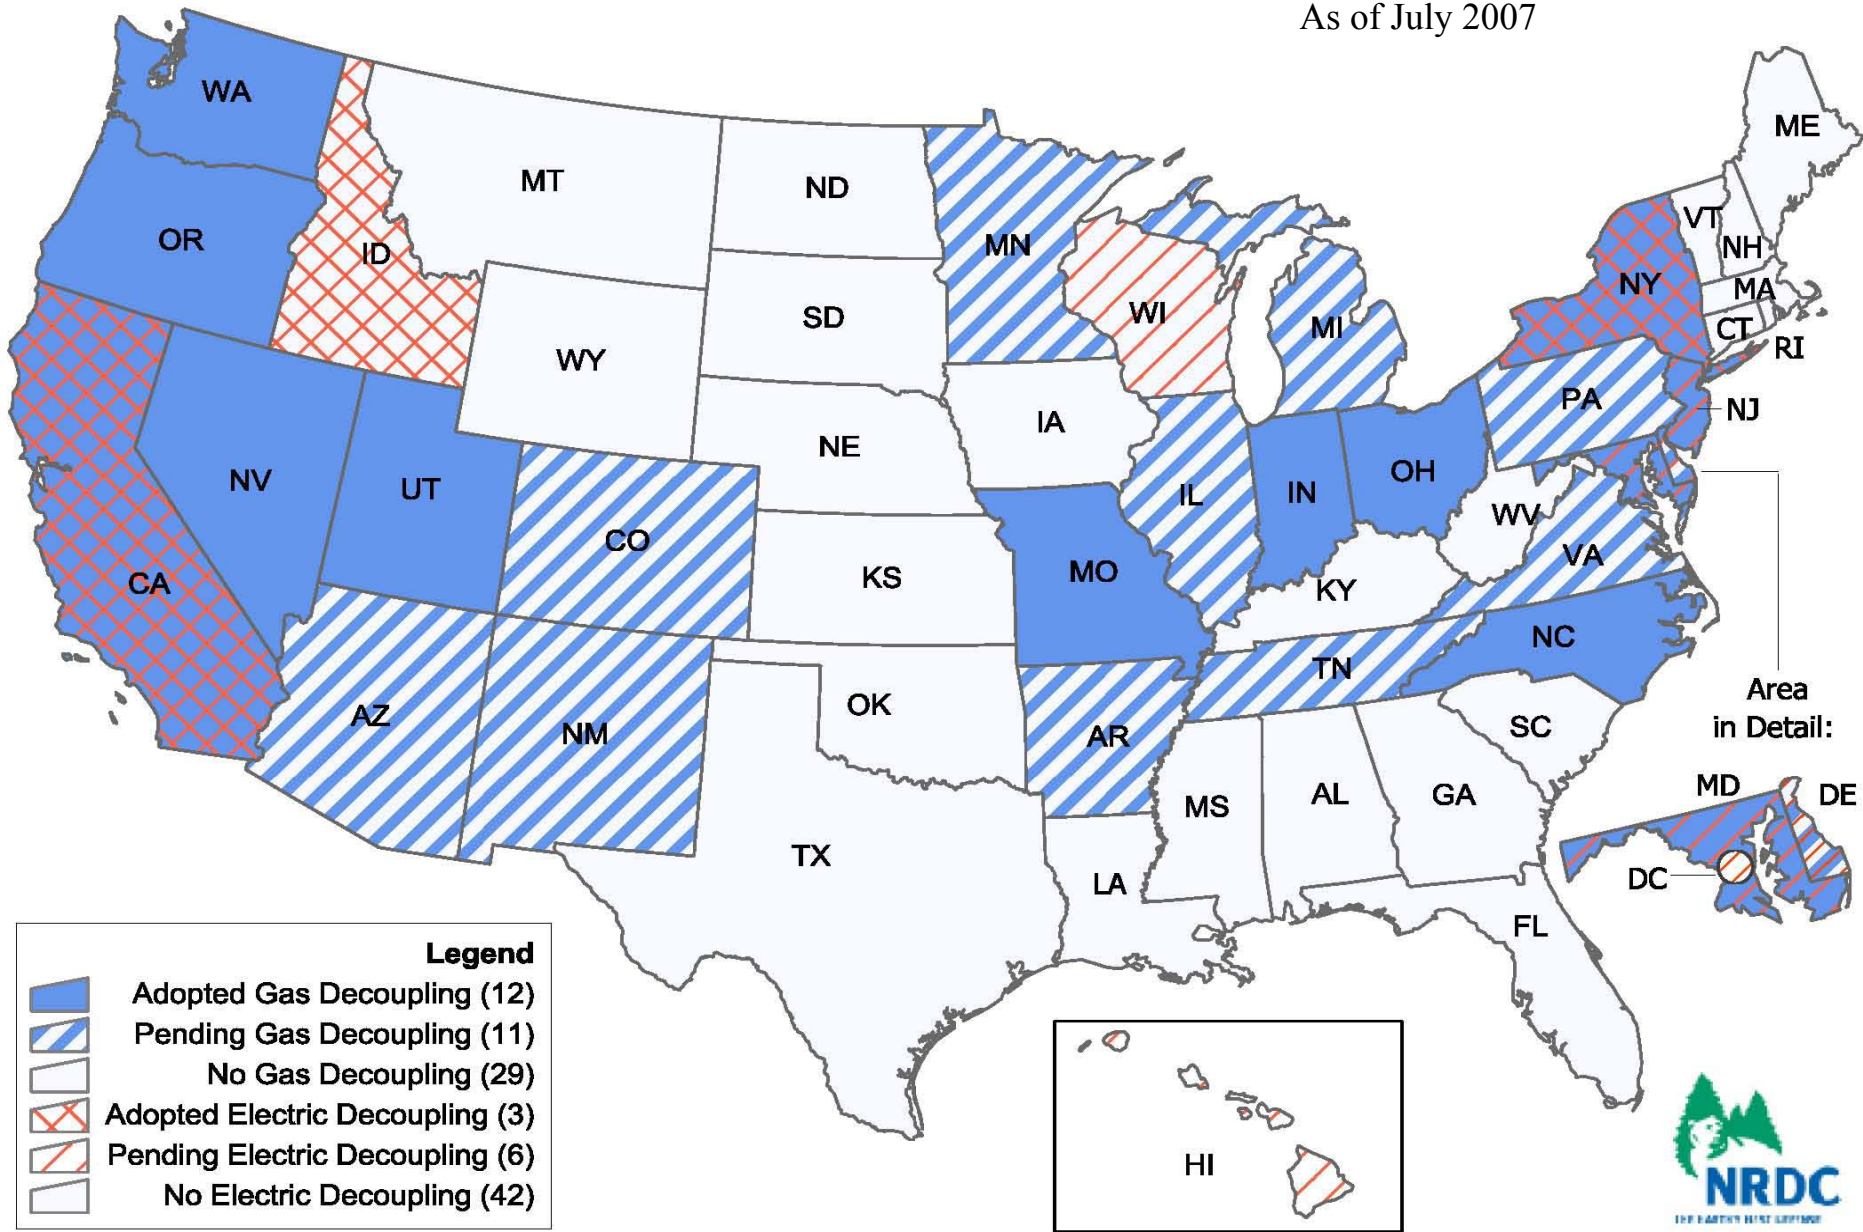 As of July 2007
WA
ME
MT
ND
VT
OR
ID
MN
NH
NY
MA
SD
WI
MI
CT
RI
WY
PA
NJ
IA
NE
NV
UT
IL
IN
OH
WV
CO
VA
CA
KS
MO
KY
NC
TN
Area
in Detail:
AZ
NM
OK
AR
SC
MS
AL
GA
MD
DE
TX
LA
DC
FL
Legend
Adopted Gas Decoupling (12)
Pending Gas Decoupling (11)
No Gas Decoupling (29)
Adopted Electric Decoupling (3)
Pending Electric Decoupling (6)
No Electric Decoupling (42)
HI
NRDC
THE EARTH'S BEST DEFENSE